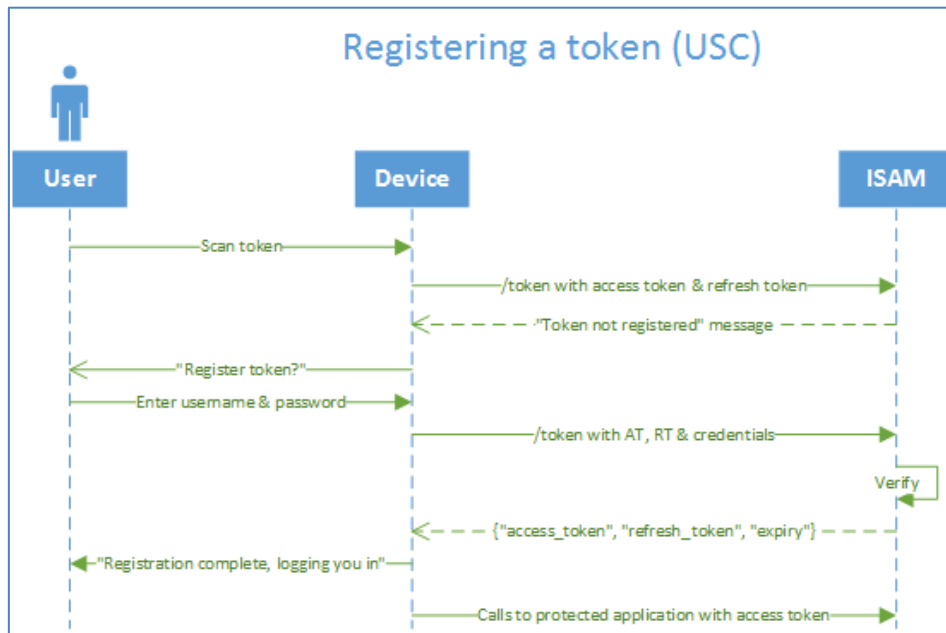 Registering a token (USC)
User
Device
ISAM
Scan token
/token with access token & refresh token
"Token not registered" message
"Register token?"
Enter username & password
/token with AT, RT & credentials
Verify
{"access_token", "refresh_token", "expiry"}
"Registration complete, logging you in"
Calls to protected application with access token